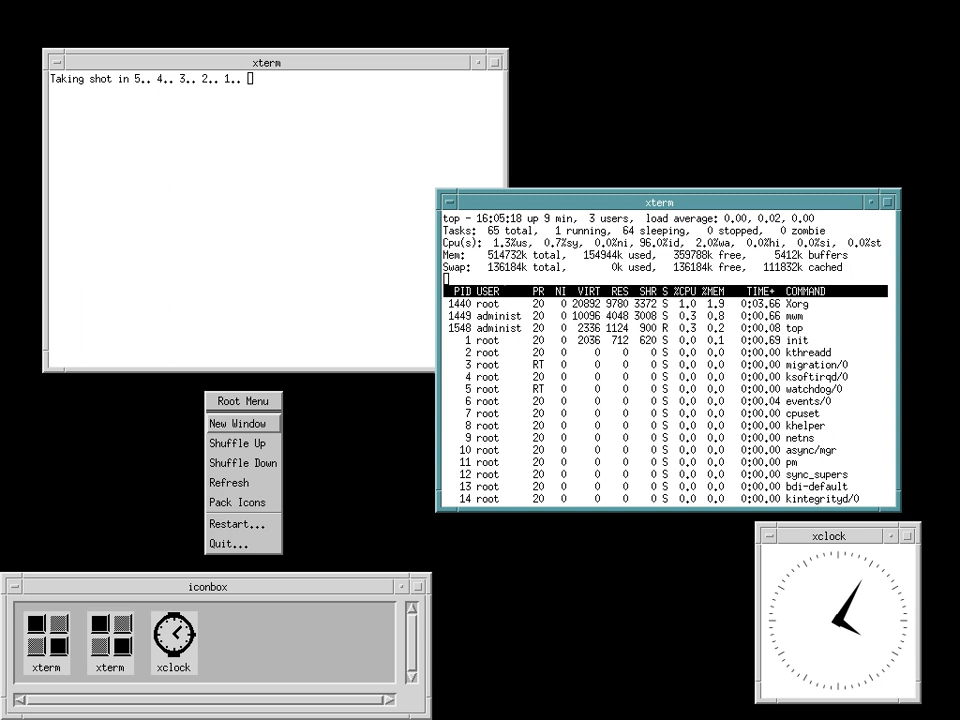 xterm
Taking shot in 5.. 4.. 3.. 2.. 1..
xterm
top - 16:05:18 up 9 min,  3 users,  load average: 0.00, 0.02, 0.00
Tasks:  65 total,   1 running,  64 sleeping,   0 stopped,   0 zombie
Cpu(s):  1.3%us,  0.7%sy,  0.0%ni, 96.0%id,  2.0%wa,  0.0%hi,  0.0%si,  0.0%st
Mem:    514732k total,   154944k used,   359788k free,     5412k buffers
Swap:   136184k total,        0k used,   136184k free,   111832k cached
PID USER      PR  NI  VIRT  RES  SHR S %CPU %MEM    TIME+  COMMAND
1440 root      20   0 20892 9780 3372 S  1.0  1.9   0:03.66 Xorg
1449 administ  20   0 10096 4048 3008 S  0.3  0.8   0:00.66 mwm
1548 administ  20   0  2336 1124  900 R  0.3  0.2   0:00.08 top
1 root      20   0  2036  712  620 S  0.0  0.1   0:00.69 init
2 root      20   0     0    0    0 S  0.0  0.0   0:00.00 kthreadd
3 root      RT   0     0    0    0 S  0.0  0.0   0:00.00 migration/0
4 root      20   0     0    0    0 S  0.0  0.0   0:00.00 ksoftirqd/0
5 root      RT   0     0    0    0 S  0.0  0.0   0:00.00 watchdog/0
6 root      20   0     0    0    0 S  0.0  0.0   0:00.04 events/0
7 root      20   0     0    0    0 S  0.0  0.0   0:00.00 cpuset
8 root      20   0     0    0    0 S  0.0  0.0   0:00.00 khelper
9 root      20   0     0    0    0 S  0.0  0.0   0:00.00 netns
10 root      20   0     0    0    0 S  0.0  0.0   0:00.00 async/mgr
11 root      20   0     0    0    0 S  0.0  0.0   0:00.00 pm
12 root      20   0     0    0    0 S  0.0  0.0   0:00.00 sync_supers
13 root      20   0     0    0    0 S  0.0  0.0   0:00.00 bdi-default
14 root      20   0     0    0    0 S  0.0  0.0   0:00.00 kintegrityd/0
Root Menu
New Window
Shuffle Up
Shuffle Down
Refresh
Pack Icons
Restart...
Quit...
xclock
iconbox
xterm
xterm
xclock